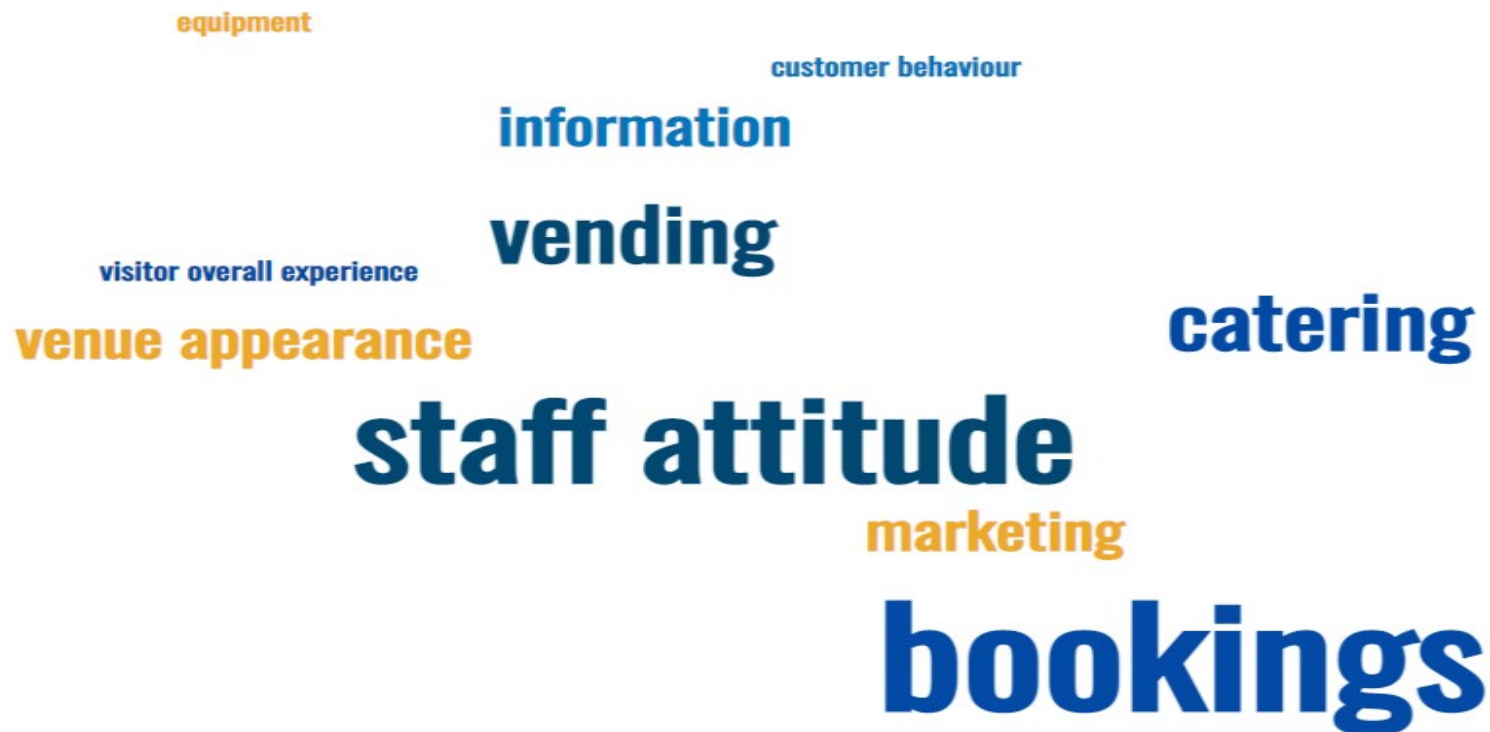 equipment
customer behaviour
information
vending
visitor overall experience
catering
venue appearance
staff attitude
marketing
bookings